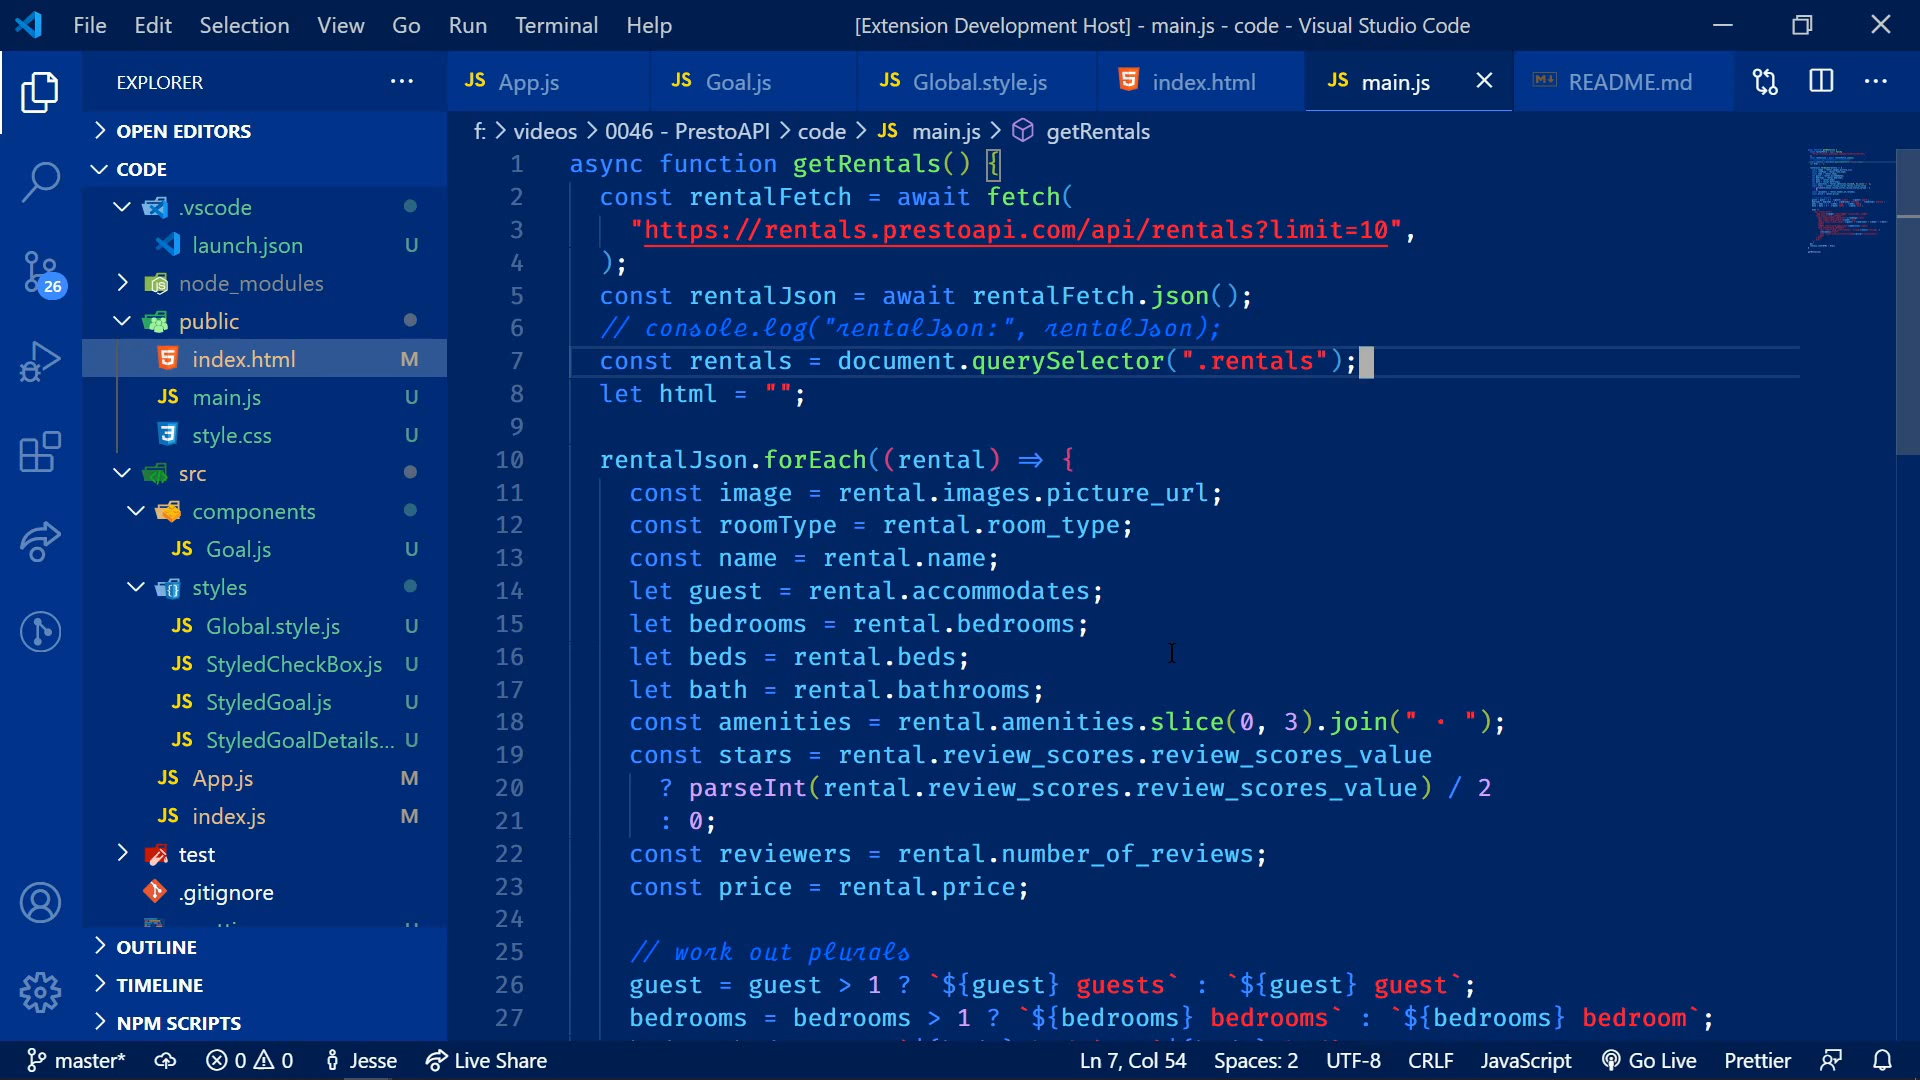 File Edit Selection View Go Run Terminal Help [Extension Development Host] - main.js - code - Visual Studio Code
EXPLORER ···
JS App.js JS Goal.js JS Global.style.js index.html JS main.js README.md
OPEN EDITORS
CODE
.vscode
launch.json U
node_modules
public
index.html M
JS main.js U
style.css U
src
components
JS Goal.js U
styles
JS Global.style.js U
JS StyledCheckBox.js U
JS StyledGoal.js U
JS StyledGoalDetails... U
JS App.js M
JS index.js M
test
.gitignore
OUTLINE
TIMELINE
NPM SCRIPTS
26
f: > videos > 0046 - PrestoAPI > code > JS main.js > getRentals
1 async function getRentals() {
2 const rentalFetch = await fetch(
3 "https://rentals.prestoapi.com/api/rentals?limit=10",
4 );
5 const rentalJson = await rentalFetch.json();
6 // console.log("rentalJson:", rentalJson);
7 const rentals = document.querySelector(".rentals");
8 let html = "";
9
10 rentalJson.forEach((rental) ⇒ {
11 const image = rental.images.picture_url;
12 const roomType = rental.room_type;
13 const name = rental.name;
14 let guest = rental.accommodates;
15 let bedrooms = rental.bedrooms;
16 let beds = rental.beds;
17 let bath = rental.bathrooms;
18 const amenities = rental.amenities.slice(0, 3).join(" · ");
19 const stars = rental.review_scores.review_scores_value
20 ? parseInt(rental.review_scores.review_scores_value) / 2
21 : 0;
22 const reviewers = rental.number_of_reviews;
23 const price = rental.price;
24
25 // work out plurals
26 guest = guest > 1 ? `${guest} guests` : `${guest} guest`;
27 bedrooms = bedrooms > 1 ? `${bedrooms} bedrooms` : `${bedrooms} bedroom`;
master* 0 0 Jesse Live Share Ln 7, Col 54 Spaces: 2 UTF-8 CRLF JavaScript Go Live Prettier